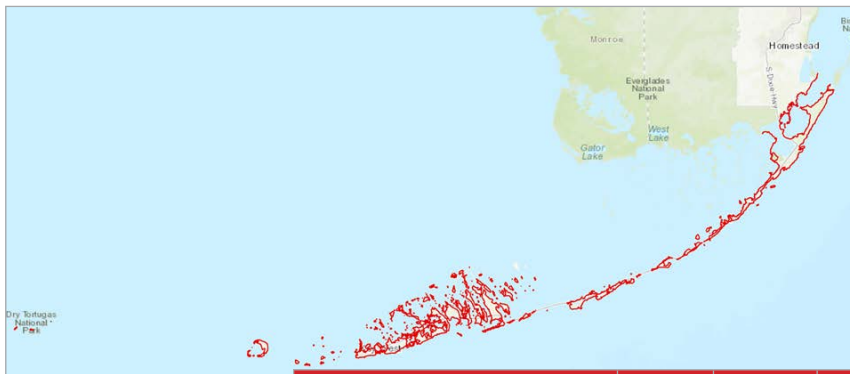 Monroe
Homestead
S Dixie Hwy
Everglades
National
Park
West
Lake
Gator
Lake
Dry Tortugas
National
Park